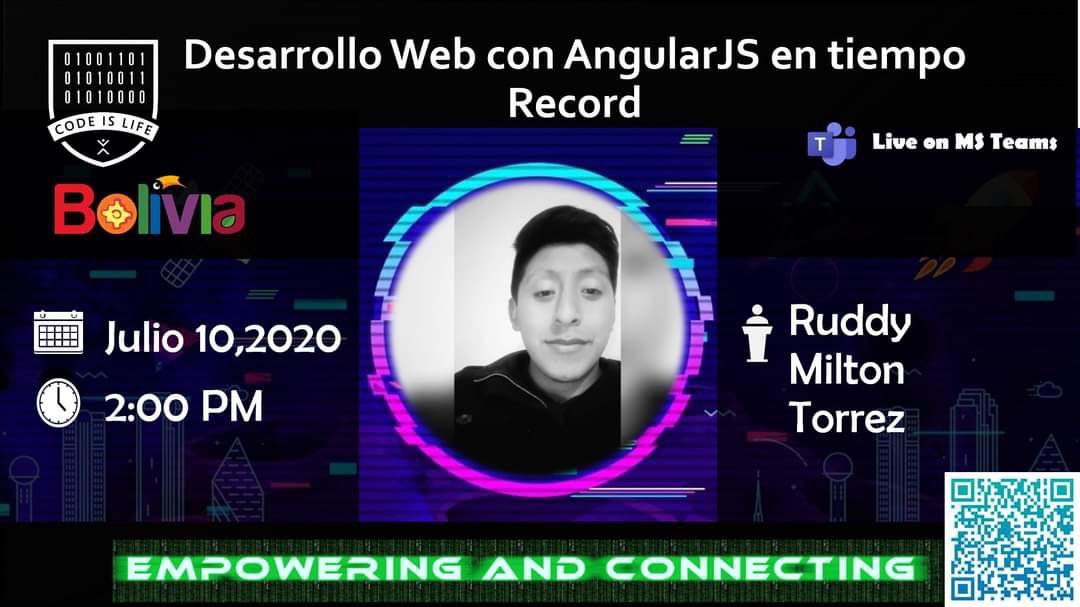 01001101
01010011
01010000
CODE IS LIFE
Desarrollo Web con AngularJS en tiempo
Record
T
Live on MS Teams
Bolivia
Julio 10,2020
2:00 PM
Ruddy
Milton
Torrez
EMPOWERING AND CONNECTING